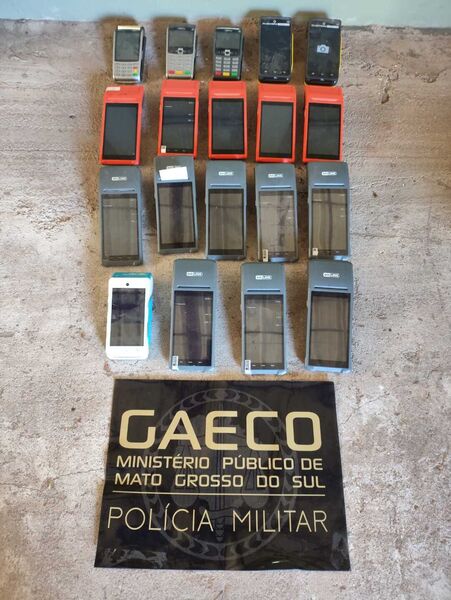 GAECO
MINISTÉRIO PÚBLICO DE
MATO GROSSO DO SUL
POLÍCIA MILITAR